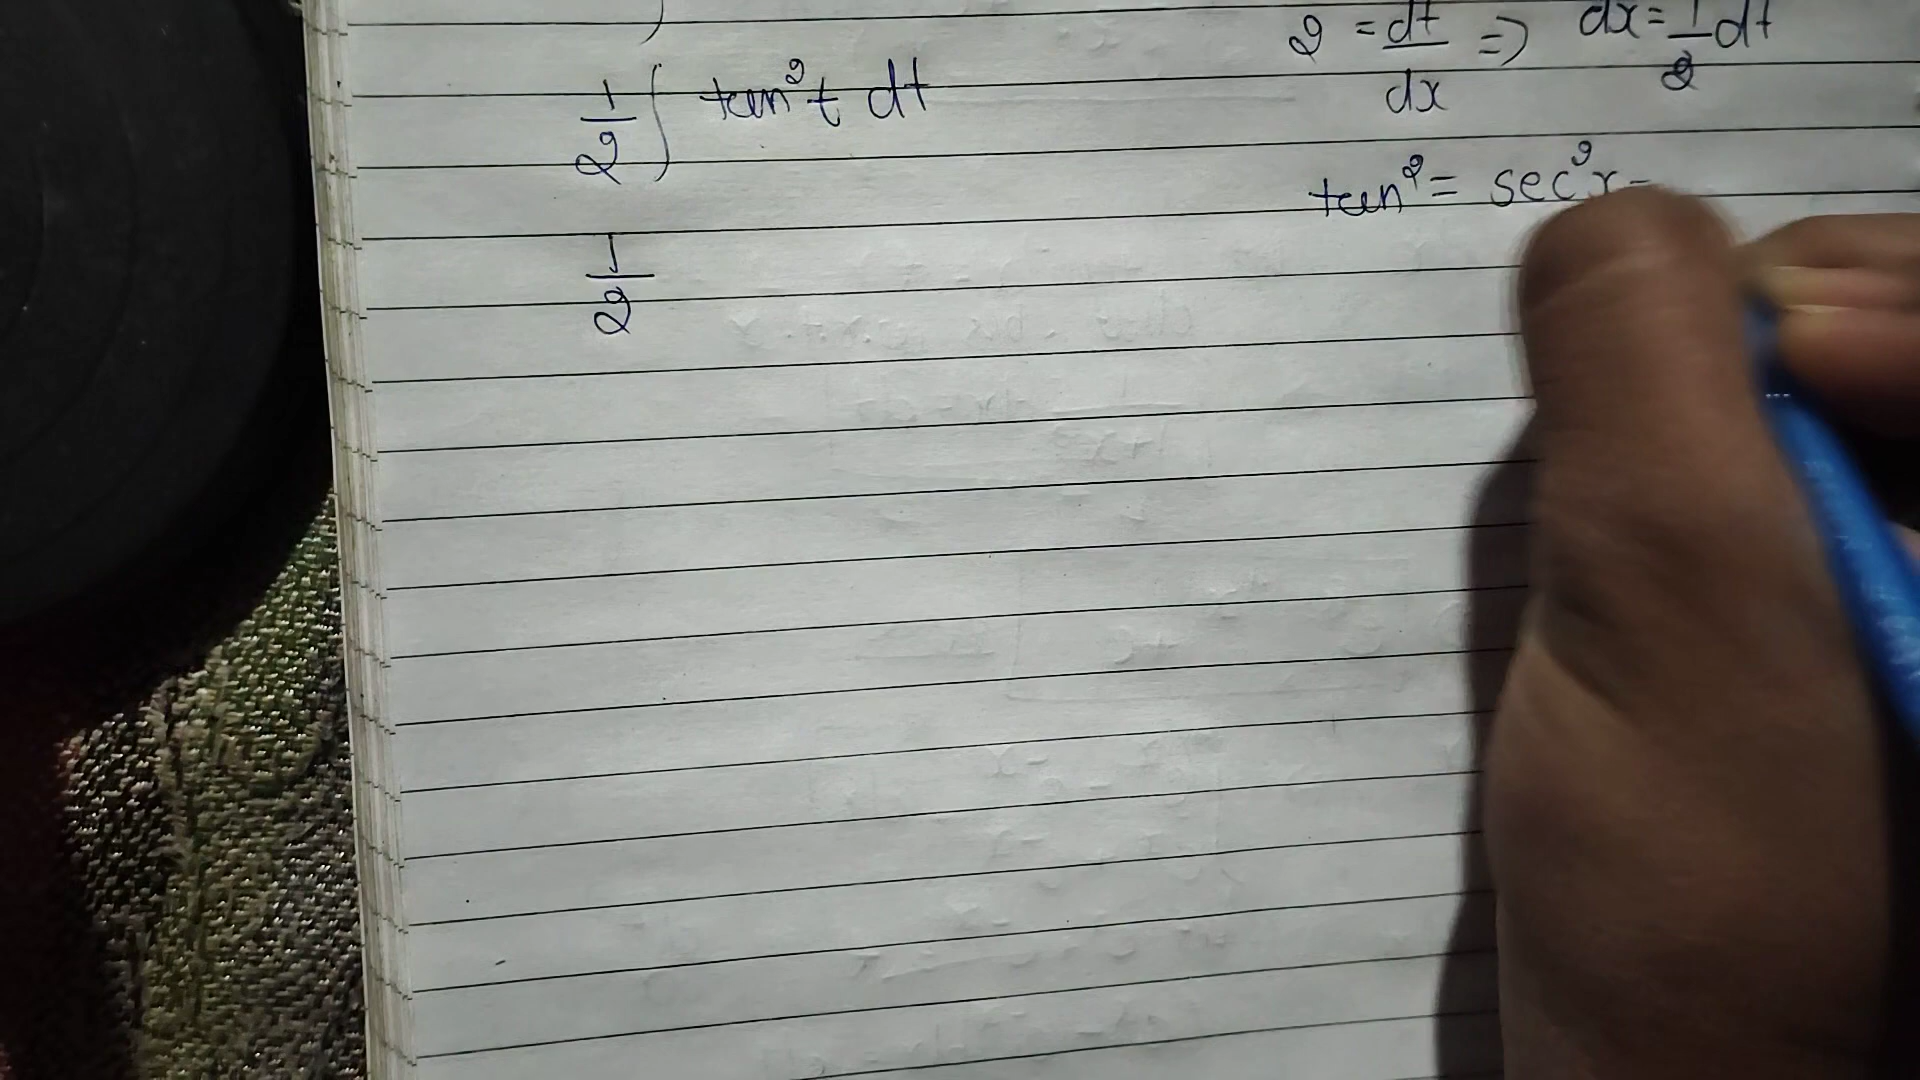 2 = dt/dx ⇒ dx = 1/2 dt
1/2 ∫ tan²t dt
tan² = sec²x -
1/2